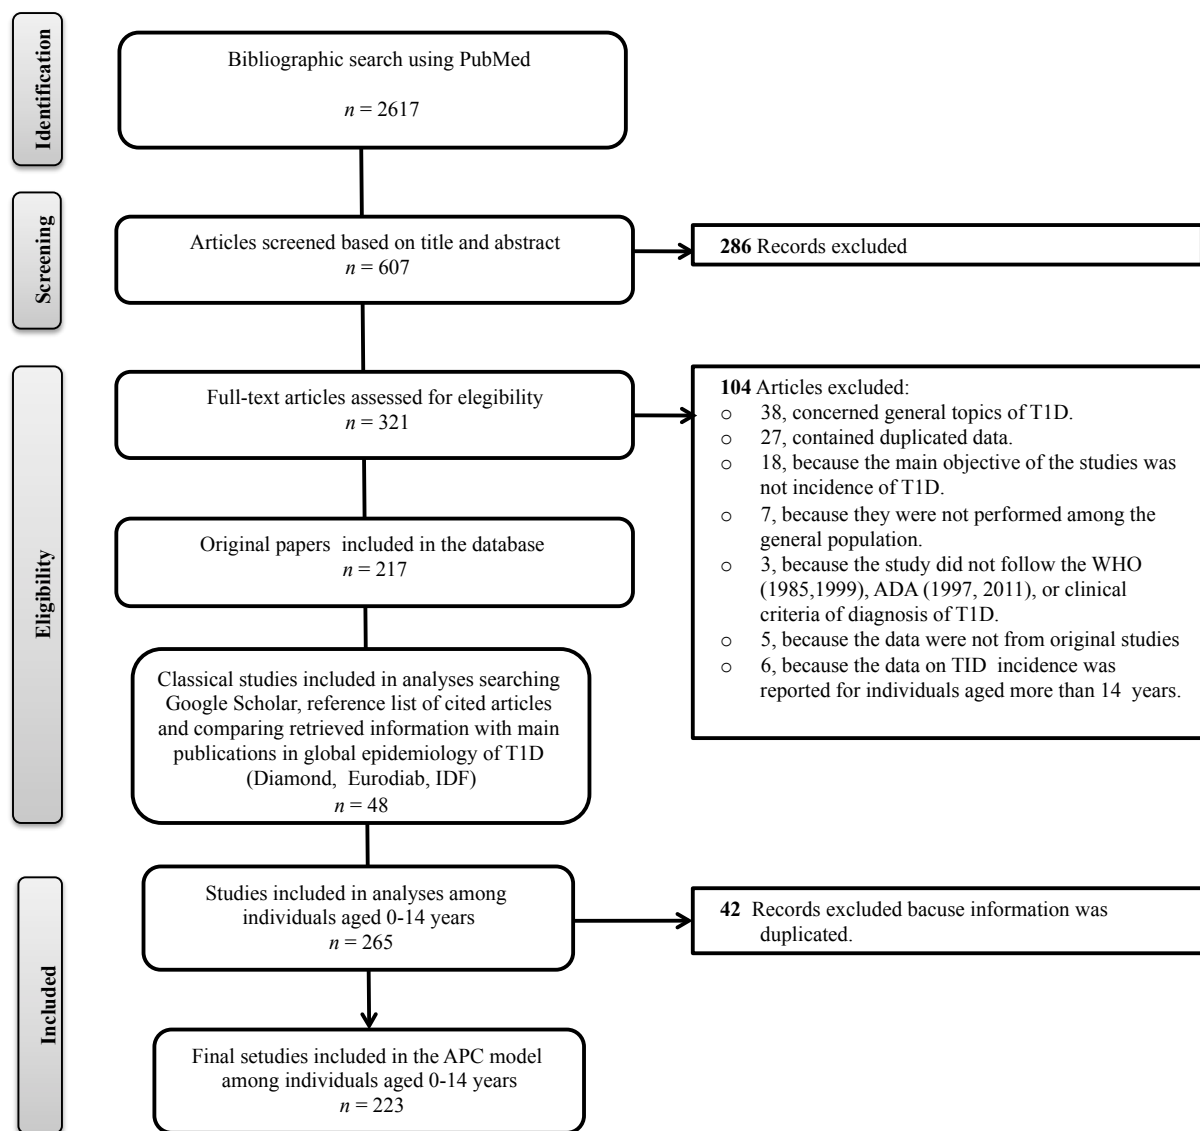 Identification
Bibliographic search using PubMed
n = 2617
Screening
Articles screened based on title and abstract
n = 607
286 Records excluded
Eligibility
Full-text articles assessed for elegibility
n = 321
104 Articles excluded:
o 38, concerned general topics of T1D.
o 27, contained duplicated data.
o 18, because the main objective of the studies was
not incidence of T1D.
o 7, because they were not performed among the
general population.
o 3, because the study did not follow the WHO
(1985,1999), ADA (1997, 2011), or clinical
criteria of diagnosis of T1D.
o 5, because the data were not from original studies
o 6, because the data on TID incidence was
reported for individuals aged more than 14 years.
Original papers included in the database
n = 217
Classical studies included in analyses searching
Google Scholar, reference list of cited articles
and comparing retrieved information with main
publications in global epidemiology of T1D
(Diamond, Eurodiab, IDF)
n = 48
Included
Studies included in analyses among
individuals aged 0-14 years
n = 265
42 Records excluded bacuse information was
duplicated.
Final setudies included in the APC model
among individuals aged 0-14 years
n = 223